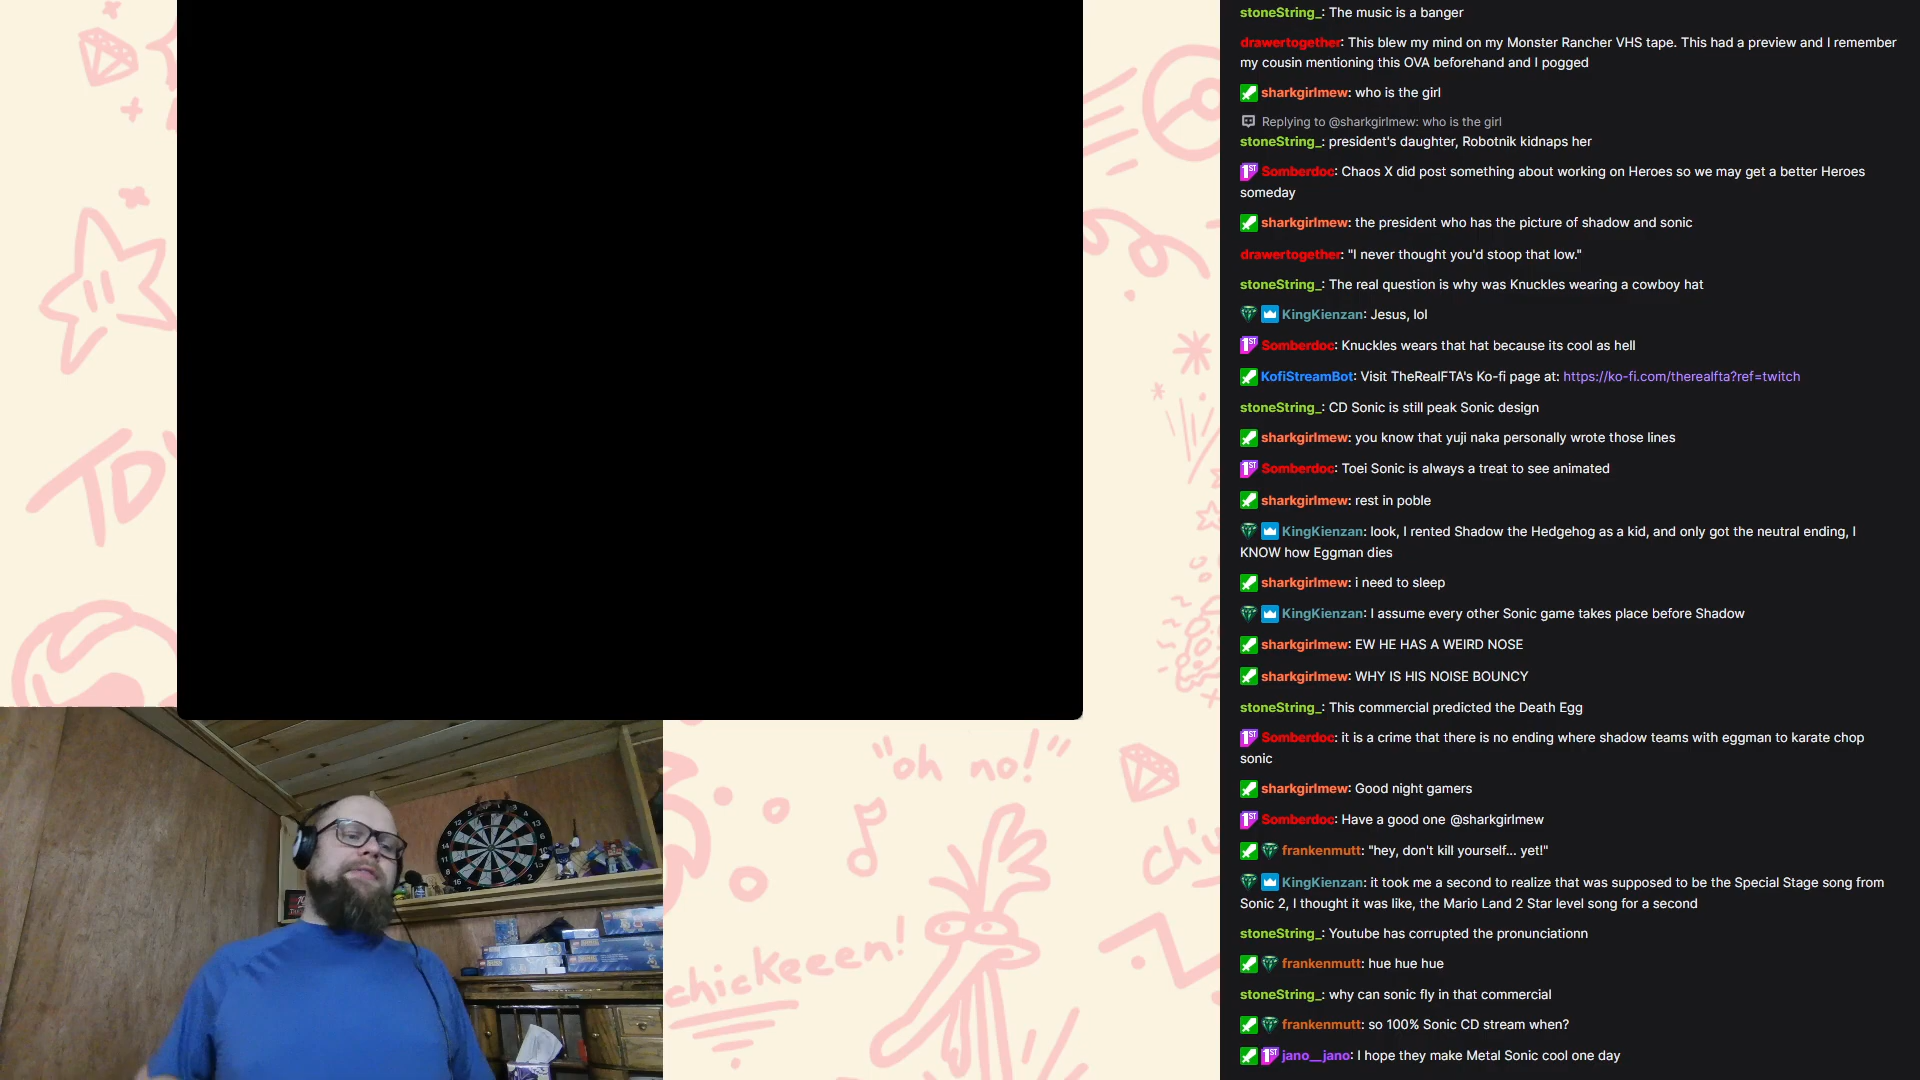 stoneString_: The music is a banger
drawertogether: This blew my mind on my Monster Rancher VHS tape. This had a preview and I remember
my cousin mentioning this OVA beforehand and I pogged
sharkgirlmew: who is the girl
Replying to @sharkgirlmew: who is the girl
stoneString_: president's daughter, Robotnik kidnaps her
Somberdoc: Chaos X did post something about working on Heroes so we may get a better Heroes
someday
sharkgirlmew: the president who has the picture of shadow and sonic
drawertogether: "I never thought you'd stoop that low."
stoneString_: The real question is why was Knuckles wearing a cowboy hat
KingKienzan: Jesus, lol
Somberdoc: Knuckles wears that hat because its cool as hell
KofiStreamBot: Visit TheRealFTA's Ko-fi page at: https://ko-fi.com/therealfta?ref=twitch
stoneString_: CD Sonic is still peak Sonic design
sharkgirlmew: you know that yuji naka personally wrote those lines
Somberdoc: Toei Sonic is always a treat to see animated
sharkgirlmew: rest in poble
KingKienzan: look, I rented Shadow the Hedgehog as a kid, and only got the neutral ending, I
KNOW how Eggman dies
sharkgirlmew: i need to sleep
KingKienzan: I assume every other Sonic game takes place before Shadow
sharkgirlmew: EW HE HAS A WEIRD NOSE
sharkgirlmew: WHY IS HIS NOISE BOUNCY
stoneString_: This commercial predicted the Death Egg
Somberdoc: it is a crime that there is no ending where shadow teams with eggman to karate chop
sonic
sharkgirlmew: Good night gamers
Somberdoc: Have a good one @sharkgirlmew
frankenmutt: "hey, don't kill yourself... yet!"
KingKienzan: it took me a second to realize that was supposed to be the Special Stage song from
Sonic 2, I thought it was like, the Mario Land 2 Star level song for a second
stoneString_: Youtube has corrupted the pronunciationn
frankenmutt: hue hue hue
stoneString_: why can sonic fly in that commercial
frankenmutt: so 100% Sonic CD stream when?
jano__jano: I hope they make Metal Sonic cool one day
"oh no!"
chickeeen!